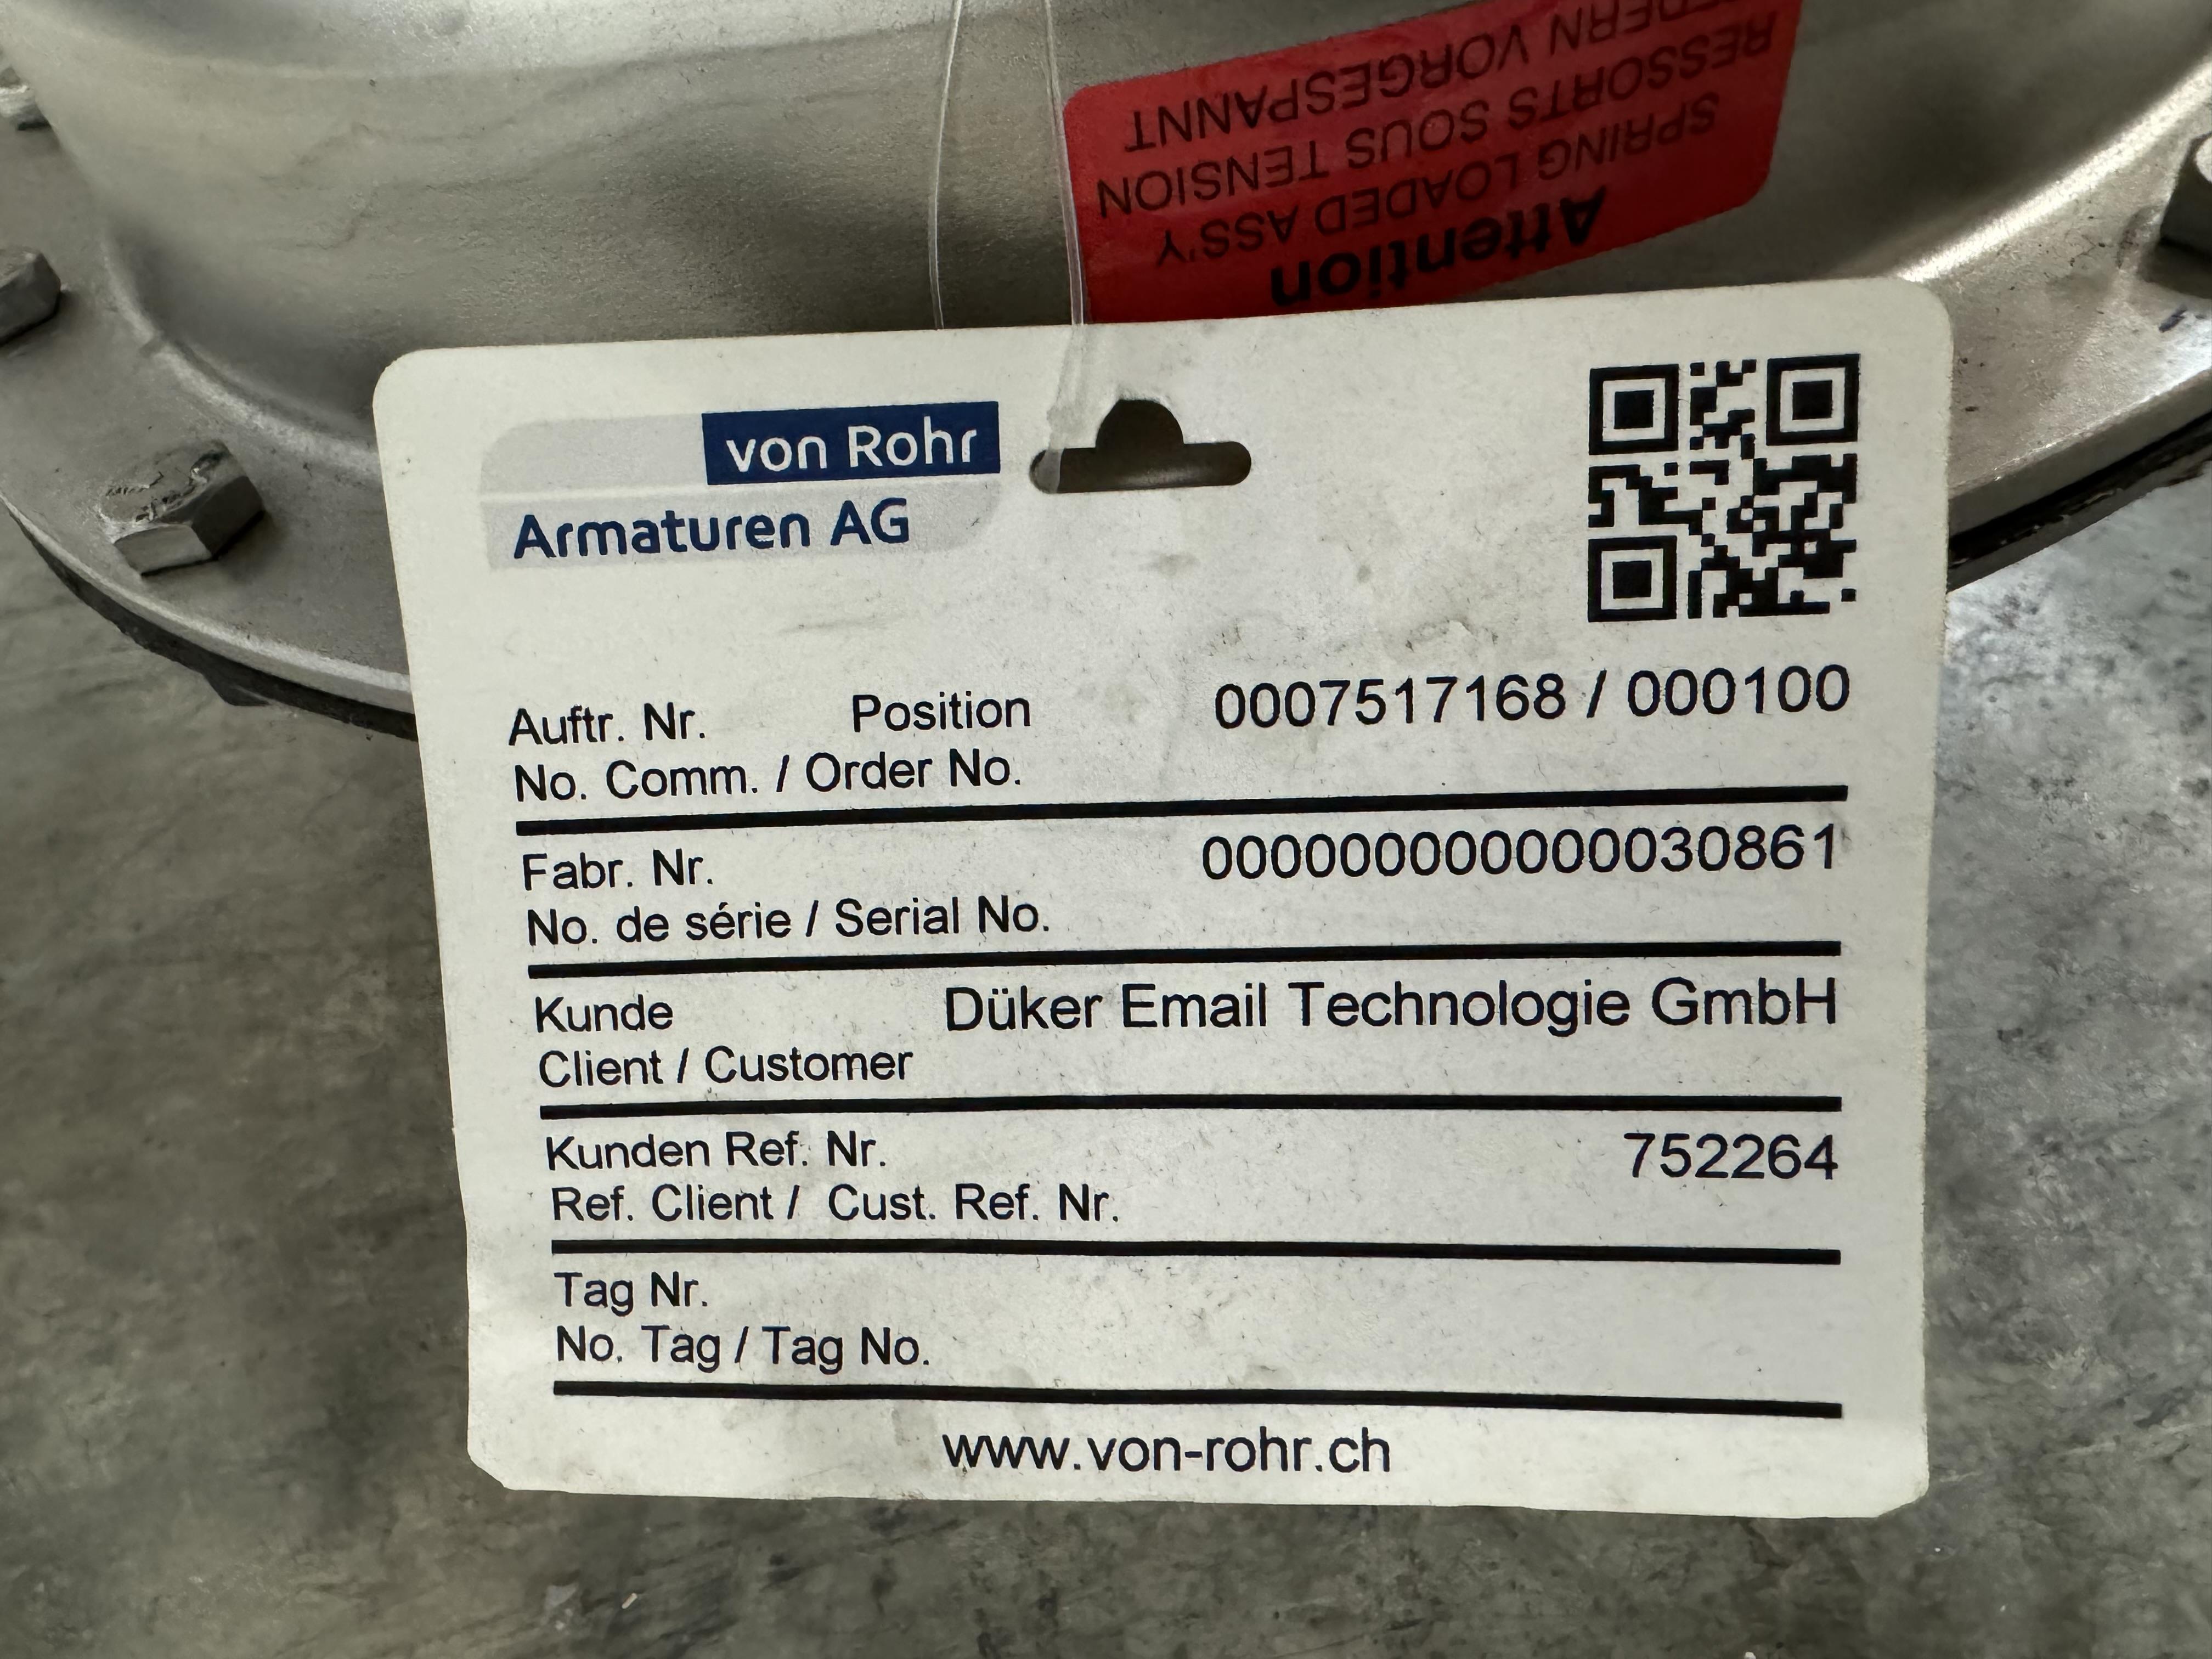 Attention
SPRING LOADED ASS'Y
RESSORTS SOUS TENSION
VORGESPANNT
von Rohr
Armaturen AG
Auftr. Nr. Position 0007517168 / 000100
No. Comm. / Order No.
Fabr. Nr. 000000000000030861
No. de série / Serial No.
Kunde Düker Email Technologie GmbH
Client / Customer
Kunden Ref. Nr. 752264
Ref. Client / Cust. Ref. Nr.
Tag Nr.
No. Tag / Tag No.
www.von-rohr.ch